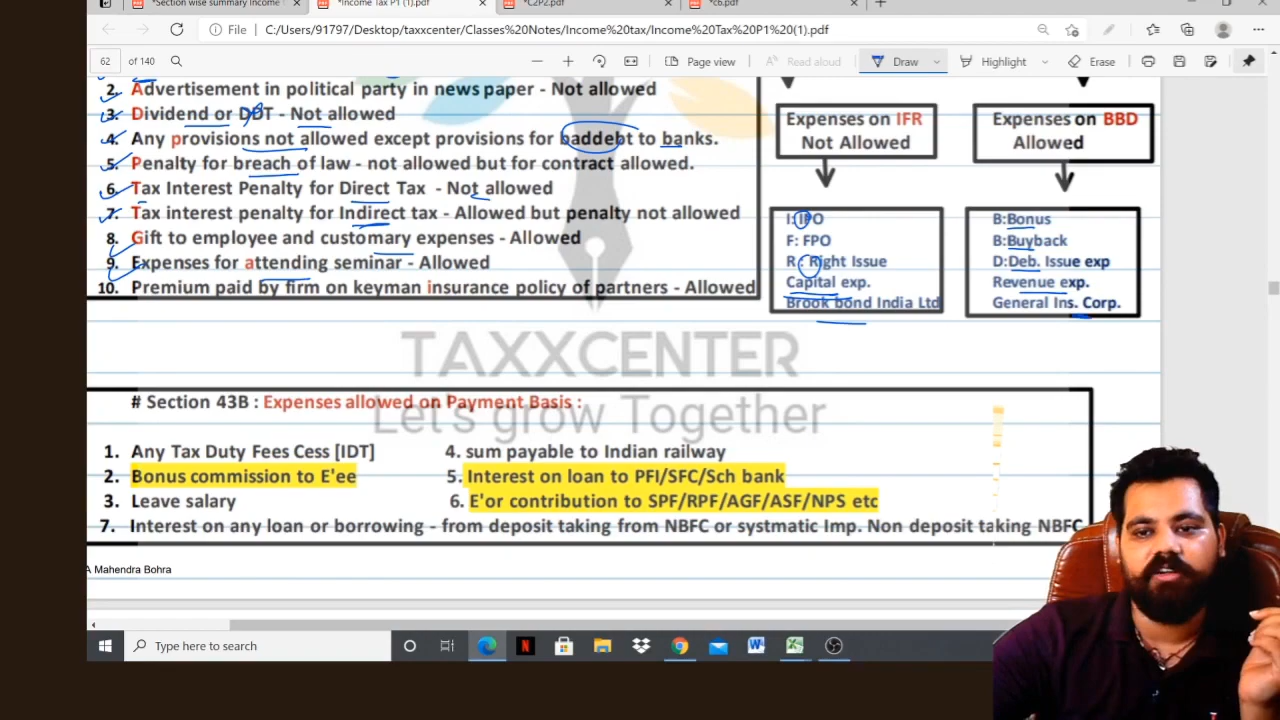 *Section wise summary Income
*Income Tax P1 (1).pdf
*C2P2.pdf
*c6.pdf
File
C:/Users/91797/Desktop/taxxcenter/Classes%20Notes/Income%20tax/Income%20Tax%20P1%20(1).pdf
62 of 140
Page view
Read aloud
Draw
Highlight
Erase
2. Advertisement in political party in news paper - Not allowed
3. Dividend or DDT - Not allowed
4. Any provisions not allowed except provisions for baddebt to banks.
5. Penalty for breach of law - not allowed but for contract allowed.
6. Tax Interest Penalty for Direct Tax - Not allowed
7. Tax interest penalty for Indirect tax - Allowed but penalty not allowed
8. Gift to employee and customary expenses - Allowed
9. Expenses for attending seminar - Allowed
10. Premium paid by firm on keyman insurance policy of partners - Allowed
Expenses on IFR
Not Allowed
I: IPO
F: FPO
R : Right Issue
Capital exp.
Brook bond India Ltd
Expenses on BBD
Allowed
B:Bonus
B:Buyback
D:Deb. Issue exp
Revenue exp.
General Ins. Corp.
TAXXCENTER
Let's grow Together
# Section 43B : Expenses allowed on Payment Basis :
1. Any Tax Duty Fees Cess [IDT]
2. Bonus commission to E'ee
3. Leave salary
4. sum payable to Indian railway
5. Interest on loan to PFI/SFC/Sch bank
6. E'or contribution to SPF/RPF/AGF/ASF/NPS etc
7. Interest on any loan or borrowing - from deposit taking from NBFC or systmatic Imp. Non deposit taking NBFC
A Mahendra Bohra
Type here to search